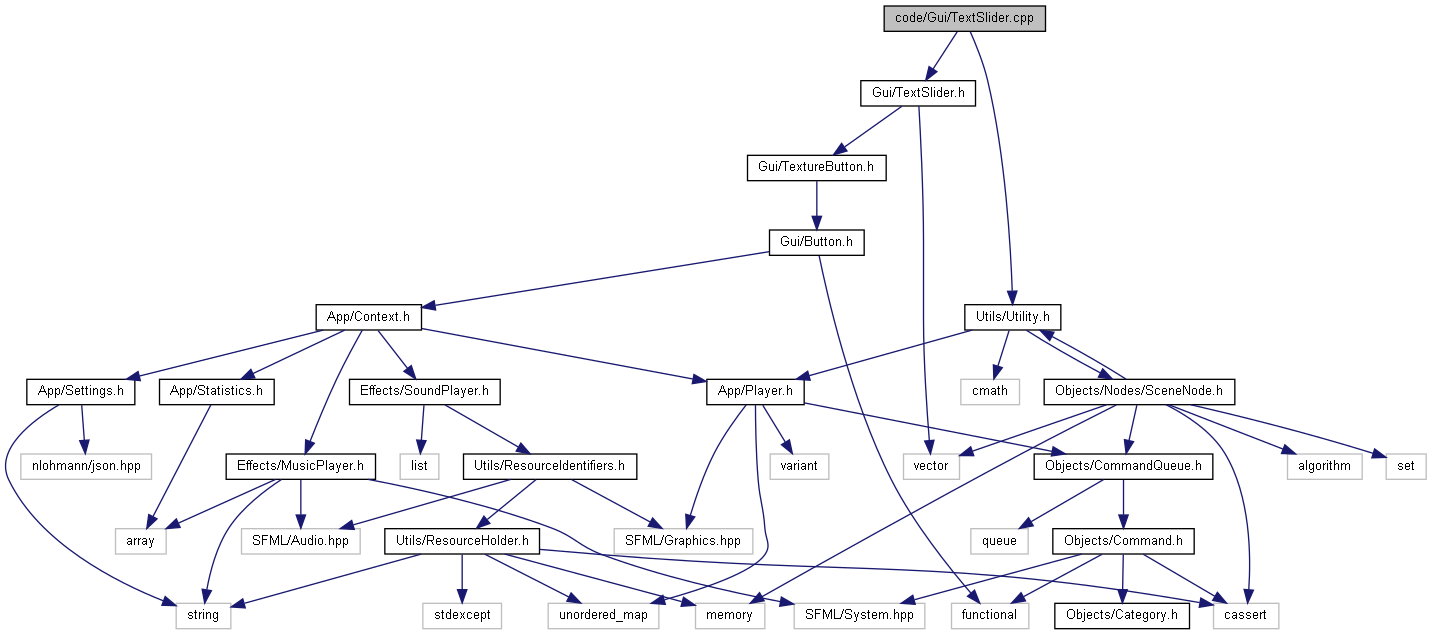 code/Gui/TextSlider.cpp
Gui/TextSlider.h
Gui/TextureButton.h
Gui/Button.h
App/Context.h
Utils/Utility.h
App/Settings.h
App/Statistics.h
Effects/SoundPlayer.h
App/Player.h
cmath
Objects/Nodes/SceneNode.h
nlohmann/json.hpp
Effects/MusicPlayer.h
list
Utils/ResourceIdentifiers.h
variant
vector
Objects/CommandQueue.h
algorithm
set
array
SFML/Audio.hpp
Utils/ResourceHolder.h
SFML/Graphics.hpp
queue
Objects/Command.h
string
stdexcept
unordered_map
memory
SFML/System.hpp
functional
Objects/Category.h
cassert